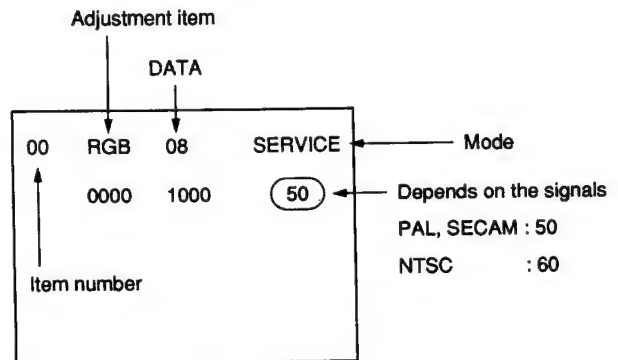 Adjustment item
DATA
00 RGB 08 SERVICE Mode
0000 1000 50 Depends on the signals
PAL, SECAM : 50
NTSC : 60
Item number